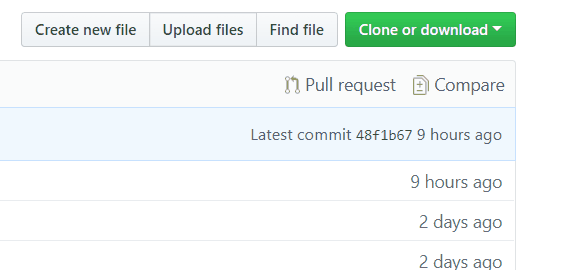 Create new file Upload files Find file Clone or download
Pull request Compare
Latest commit 48f1b67 9 hours ago
9 hours ago
2 days ago
2 days ago